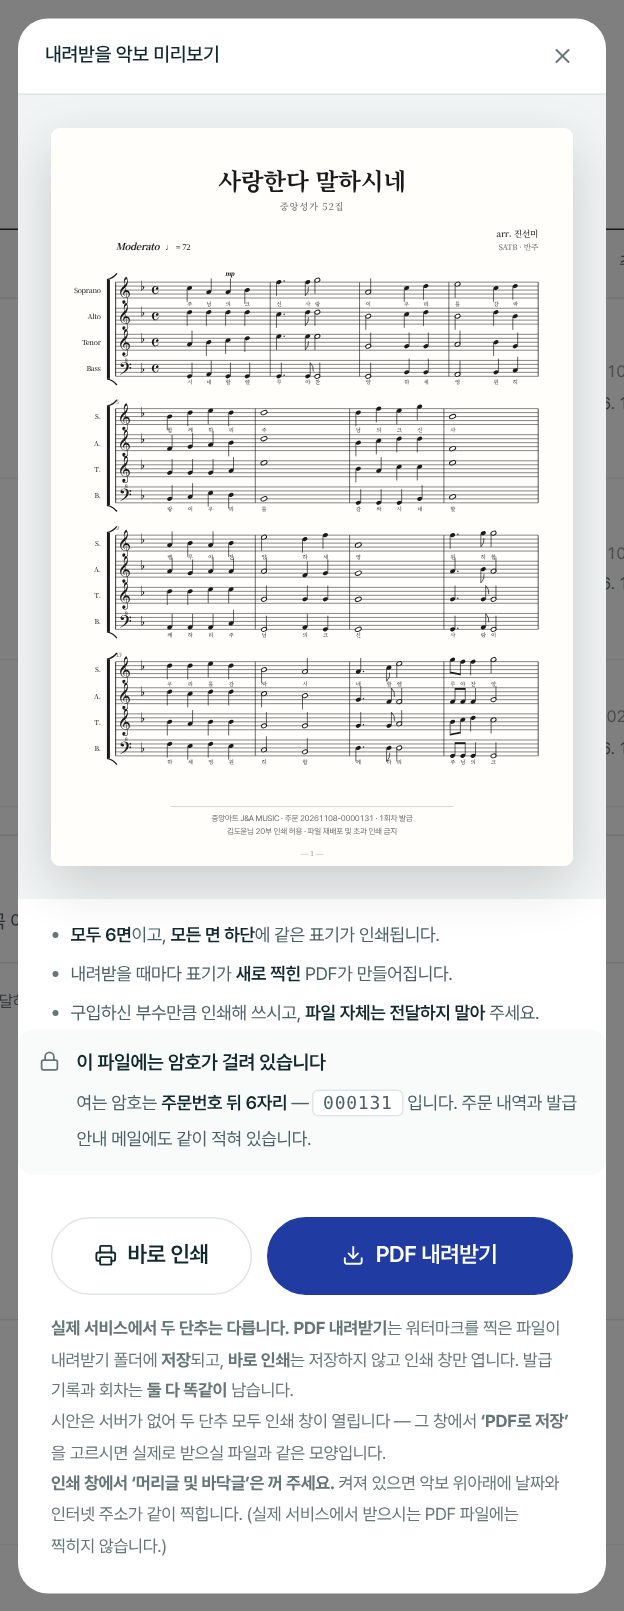 내려받을 악보 미리보기
사랑한다 말하시네
중앙성가 52집
arr. 진선미
Moderato ♩ = 72
SATB · 반주
mp
Soprano
Alto
Tenor
Bass
S.
A.
T.
B.
S.
A.
T.
B.
S.
A.
T.
B.
중앙아트 J&A MUSIC · 주문 20261108-0000131 · 1회차 발급
김도운님 20부 인쇄 허용 · 파일 재배포 및 초과 인쇄 금지
— 1 —
모두 6면이고, 모든 면 하단에 같은 표기가 인쇄됩니다.
내려받을 때마다 표기가 새로 찍힌 PDF가 만들어집니다.
구입하신 부수만큼 인쇄해 쓰시고, 파일 자체는 전달하지 말아 주세요.
이 파일에는 암호가 걸려 있습니다
여는 암호는 주문번호 뒤 6자리 — 000131 입니다. 주문 내역과 발급
안내 메일에도 같이 적혀 있습니다.
바로 인쇄
PDF 내려받기
실제 서비스에서 두 단추는 다릅니다. PDF 내려받기는 워터마크를 찍은 파일이
내려받기 폴더에 저장되고, 바로 인쇄는 저장하지 않고 인쇄 창만 엽니다. 발급
기록과 회차는 둘 다 똑같이 남습니다.
시안은 서버가 없어 두 단추 모두 인쇄 창이 열립니다 — 그 창에서 ‘PDF로 저장’
을 고르시면 실제로 받으실 파일과 같은 모양입니다.
인쇄 창에서 ‘머리글 및 바닥글’은 꺼 주세요. 켜져 있으면 악보 위아래에 날짜와
인터넷 주소가 같이 찍힙니다. (실제 서비스에서 받으시는 PDF 파일에는
찍히지 않습니다.)